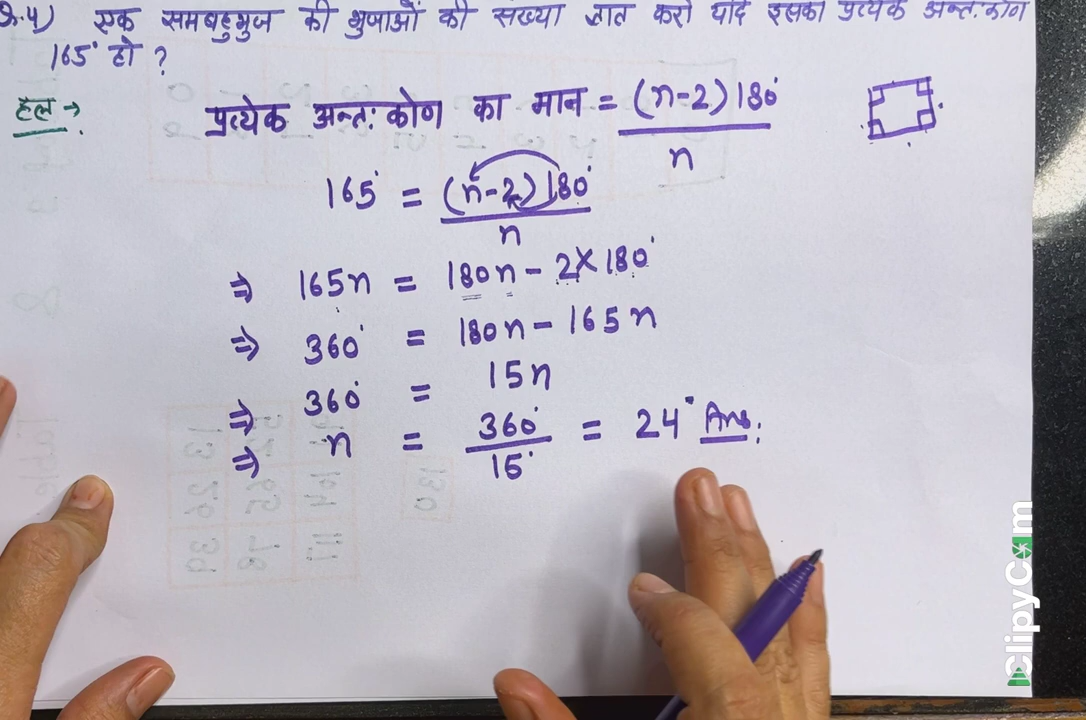 प्र.4) एक समबहुभुज की भुजाओं की संख्या ज्ञात करो यदि इसका प्रत्येक अन्त:कोण
165° हो ?
हल →
प्रत्येक अन्त: कोण का मान = (n-2)180°
n
165° = (n-2)180°
n
⇒ 165n = 180n - 2×180°
⇒ 360° = 180n - 165n
⇒ 360° = 15n
⇒ n = 360° = 24° Ans.
15°
ClipyCam